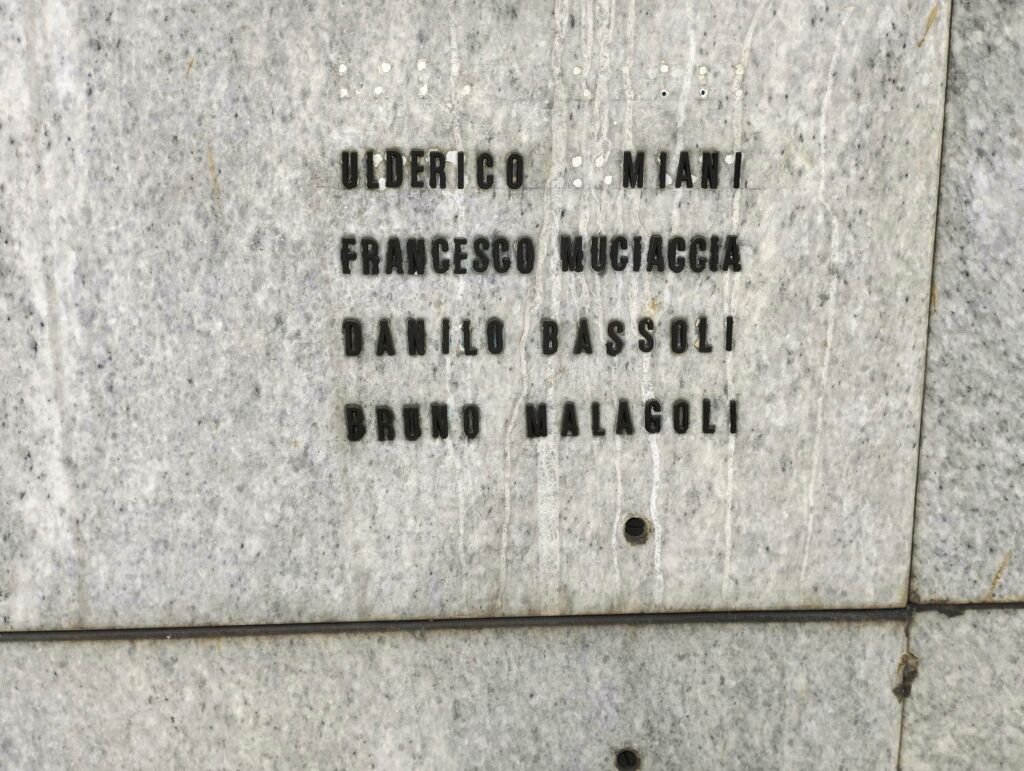 ULDERICO MIANI
FRANCESCO MUCIACCIA
DANILO BASSOLI
BRUNO MALAGOLI